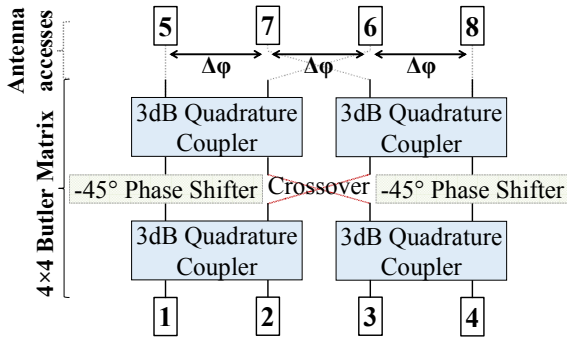 Antenna
accesses
5 7 6 8
Δφ Δφ Δφ
4×4 Butler Matrix
3dB Quadrature
Coupler
3dB Quadrature
Coupler
-45° Phase Shifter
Crossover
-45° Phase Shifter
3dB Quadrature
Coupler
3dB Quadrature
Coupler
1 2 3 4